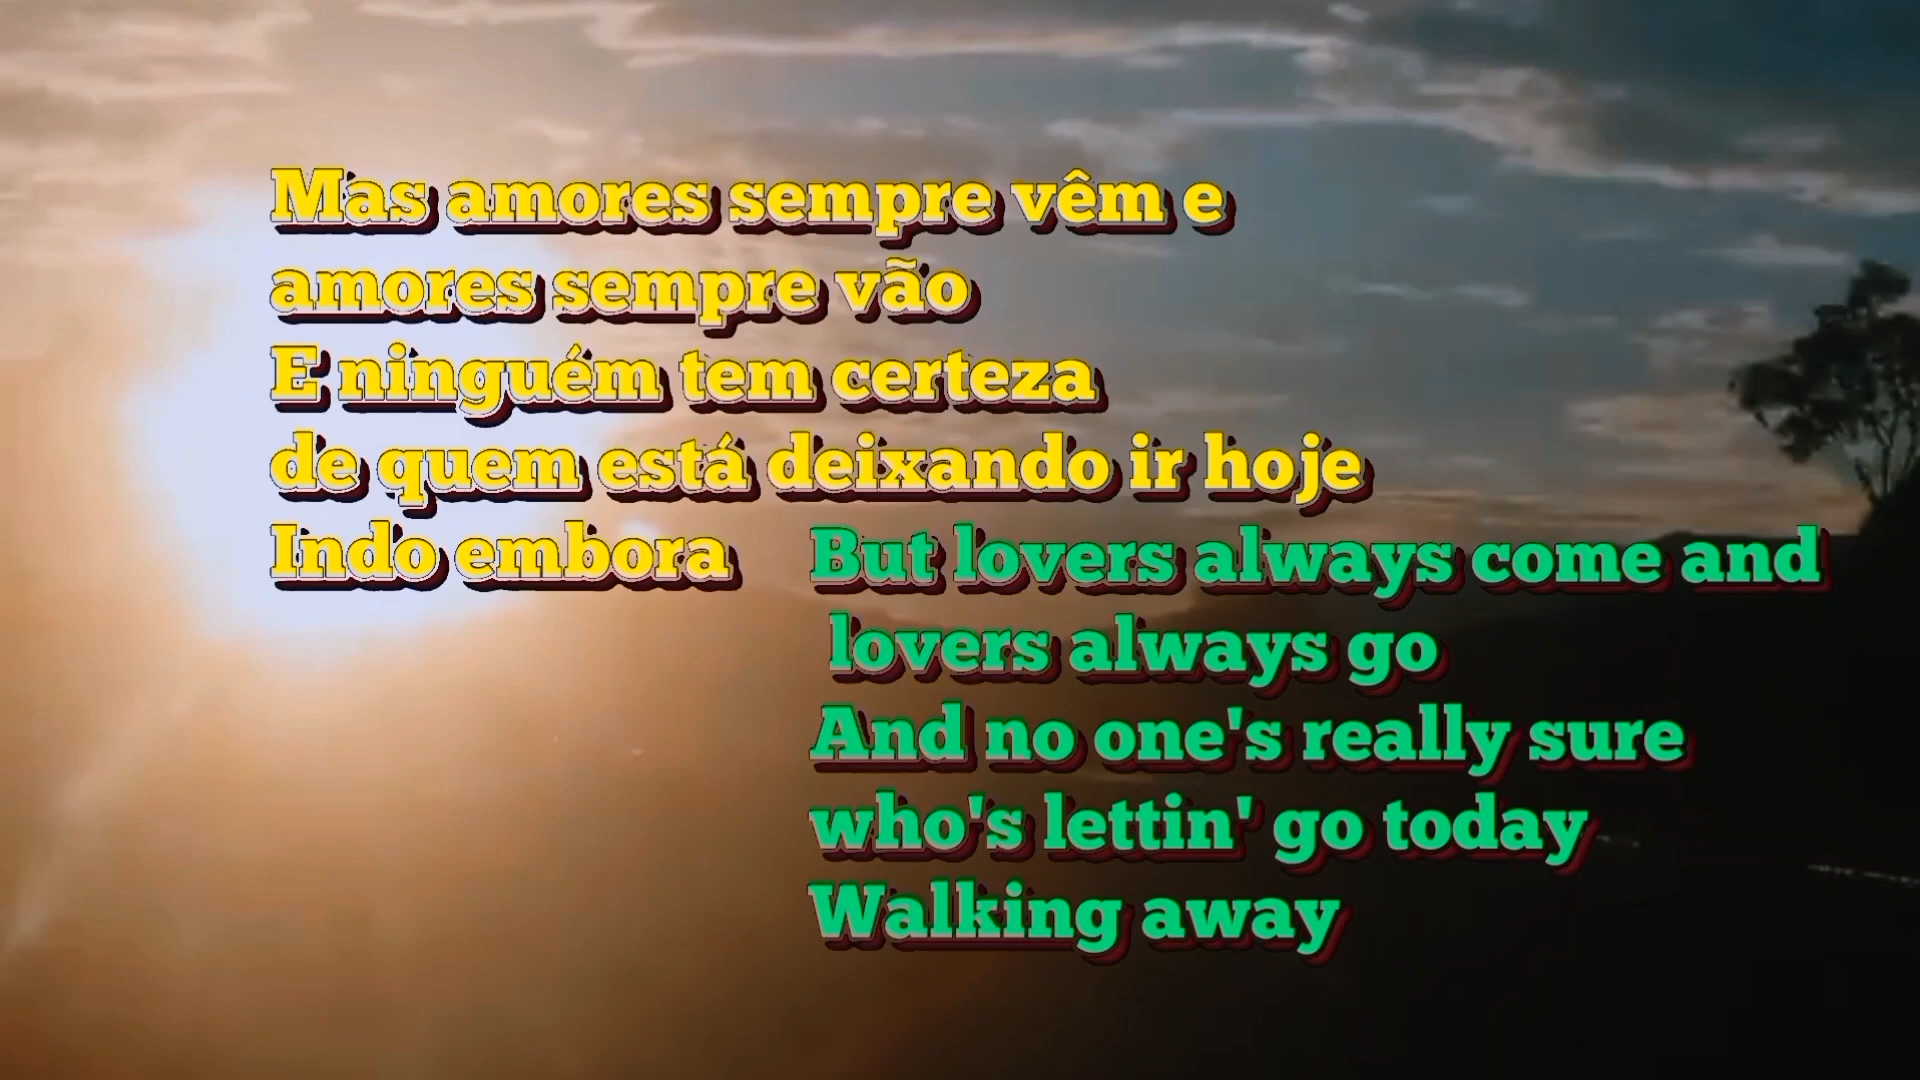 Mas amores sempre vêm e
amores sempre vão
E ninguém tem certeza
de quem está deixando ir hoje
Indo embora
But lovers always come and
lovers always go
And no one's really sure
who's lettin' go today
Walking away